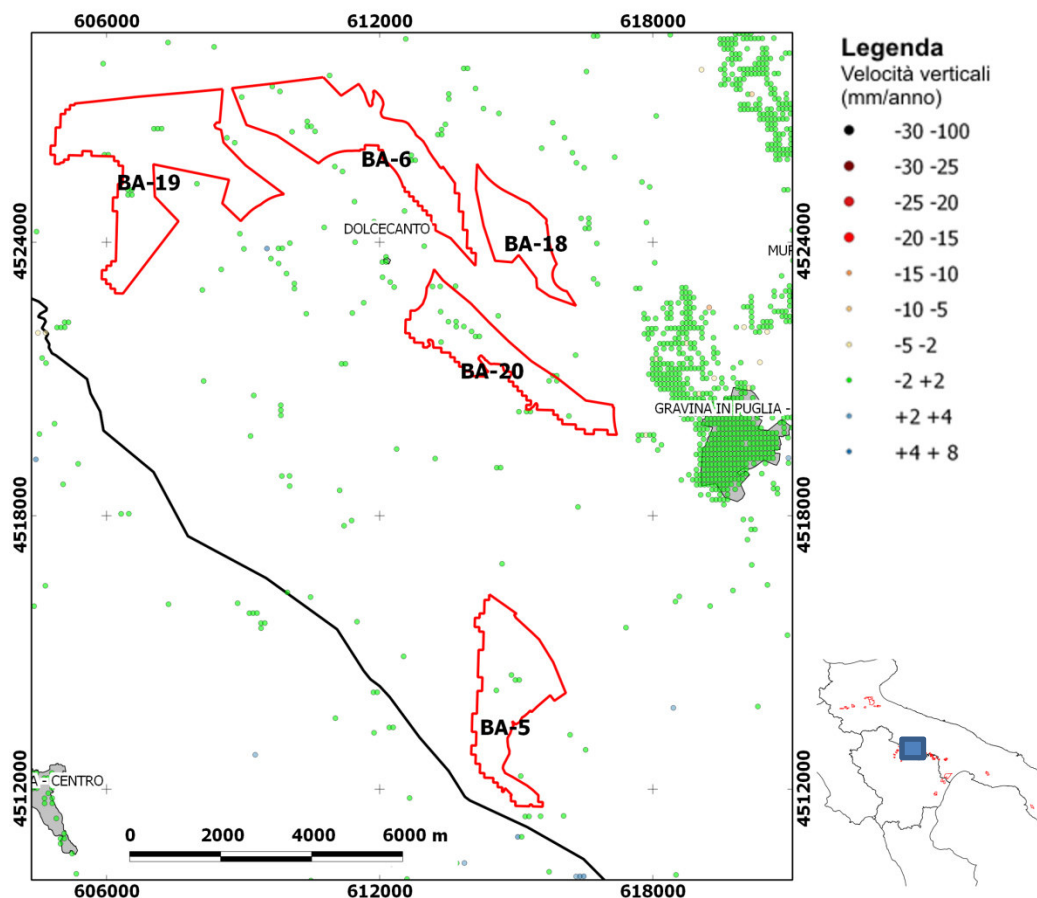 606000
612000
618000
Legenda
Velocità verticali
(mm/anno)
-30 -100
-30 -25
-25 -20
-20 -15
-15 -10
-10 -5
-5 -2
-2 +2
+2 +4
+4 + 8
4524000
4518000
4512000
4524000
4518000
4512000
BA-6
BA-19
DOLCECANTO
BA-18
MUR
BA-20
GRAVINA IN PUGLIA -
BA-5
A - CENTRO
0 2000 4000 6000 m
606000
612000
618000